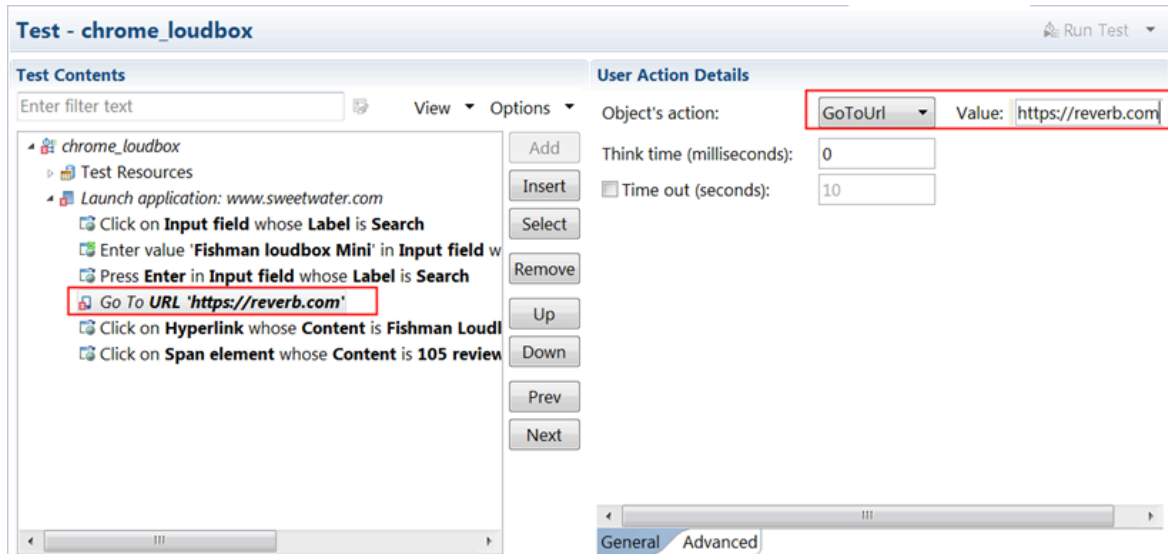 Test - chrome_loudbox
Run Test
Test Contents
Enter filter text
View
Options
chrome_loudbox
Test Resources
Launch application: www.sweetwater.com
Click on Input field whose Label is Search
Enter value 'Fishman loudbox Mini' in Input field w
Press Enter in Input field whose Label is Search
Go To URL 'https://reverb.com'
Click on Hyperlink whose Content is Fishman Loudl
Click on Span element whose Content is 105 review
Add
Insert
Select
Remove
Up
Down
Prev
Next
User Action Details
Object's action: GoToUrl Value: https://reverb.com
Think time (milliseconds): 0
Time out (seconds): 10
General Advanced